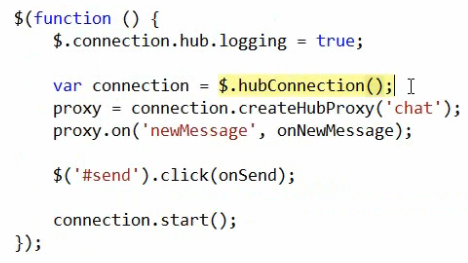 $(function () {
    $.connection.hub.logging = true;
    var connection = $.hubConnection();
    proxy = connection.createHubProxy('chat');
    proxy.on('newMessage', onNewMessage);
    $('#send').click(onSend);
    connection.start();
});